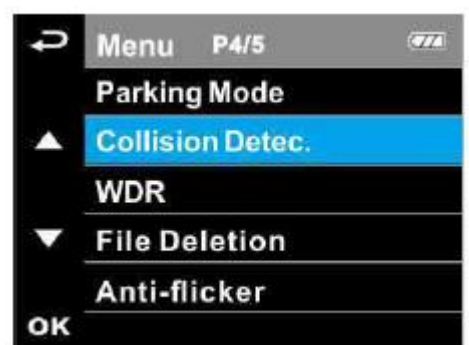 Menu P4/5
Parking Mode
Collision Detec.
WDR
File Deletion
Anti-flicker
OK